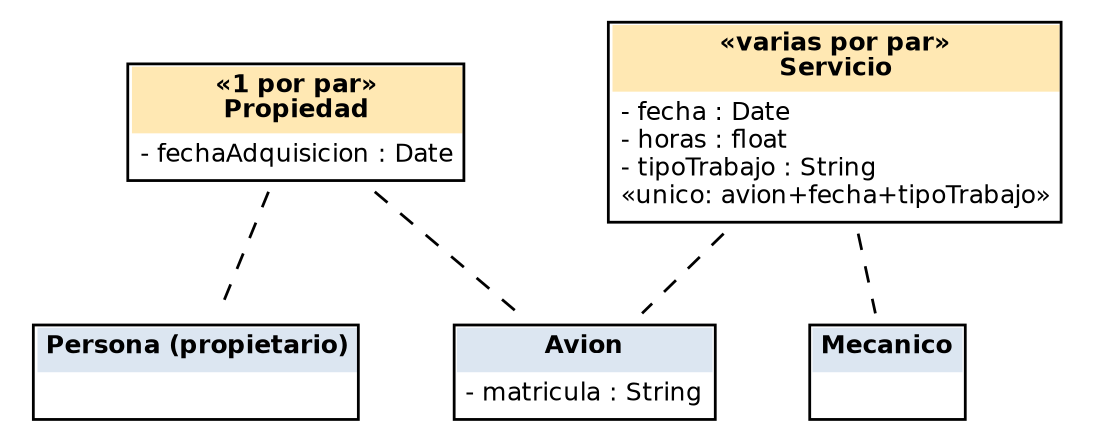 «1 por par»
Propiedad
- fechaAdquisicion : Date
«varias por par»
Servicio
- fecha : Date
- horas : float
- tipoTrabajo : String
«unico: avion+fecha+tipoTrabajo»
Persona (propietario)
Avion
- matricula : String
Mecanico